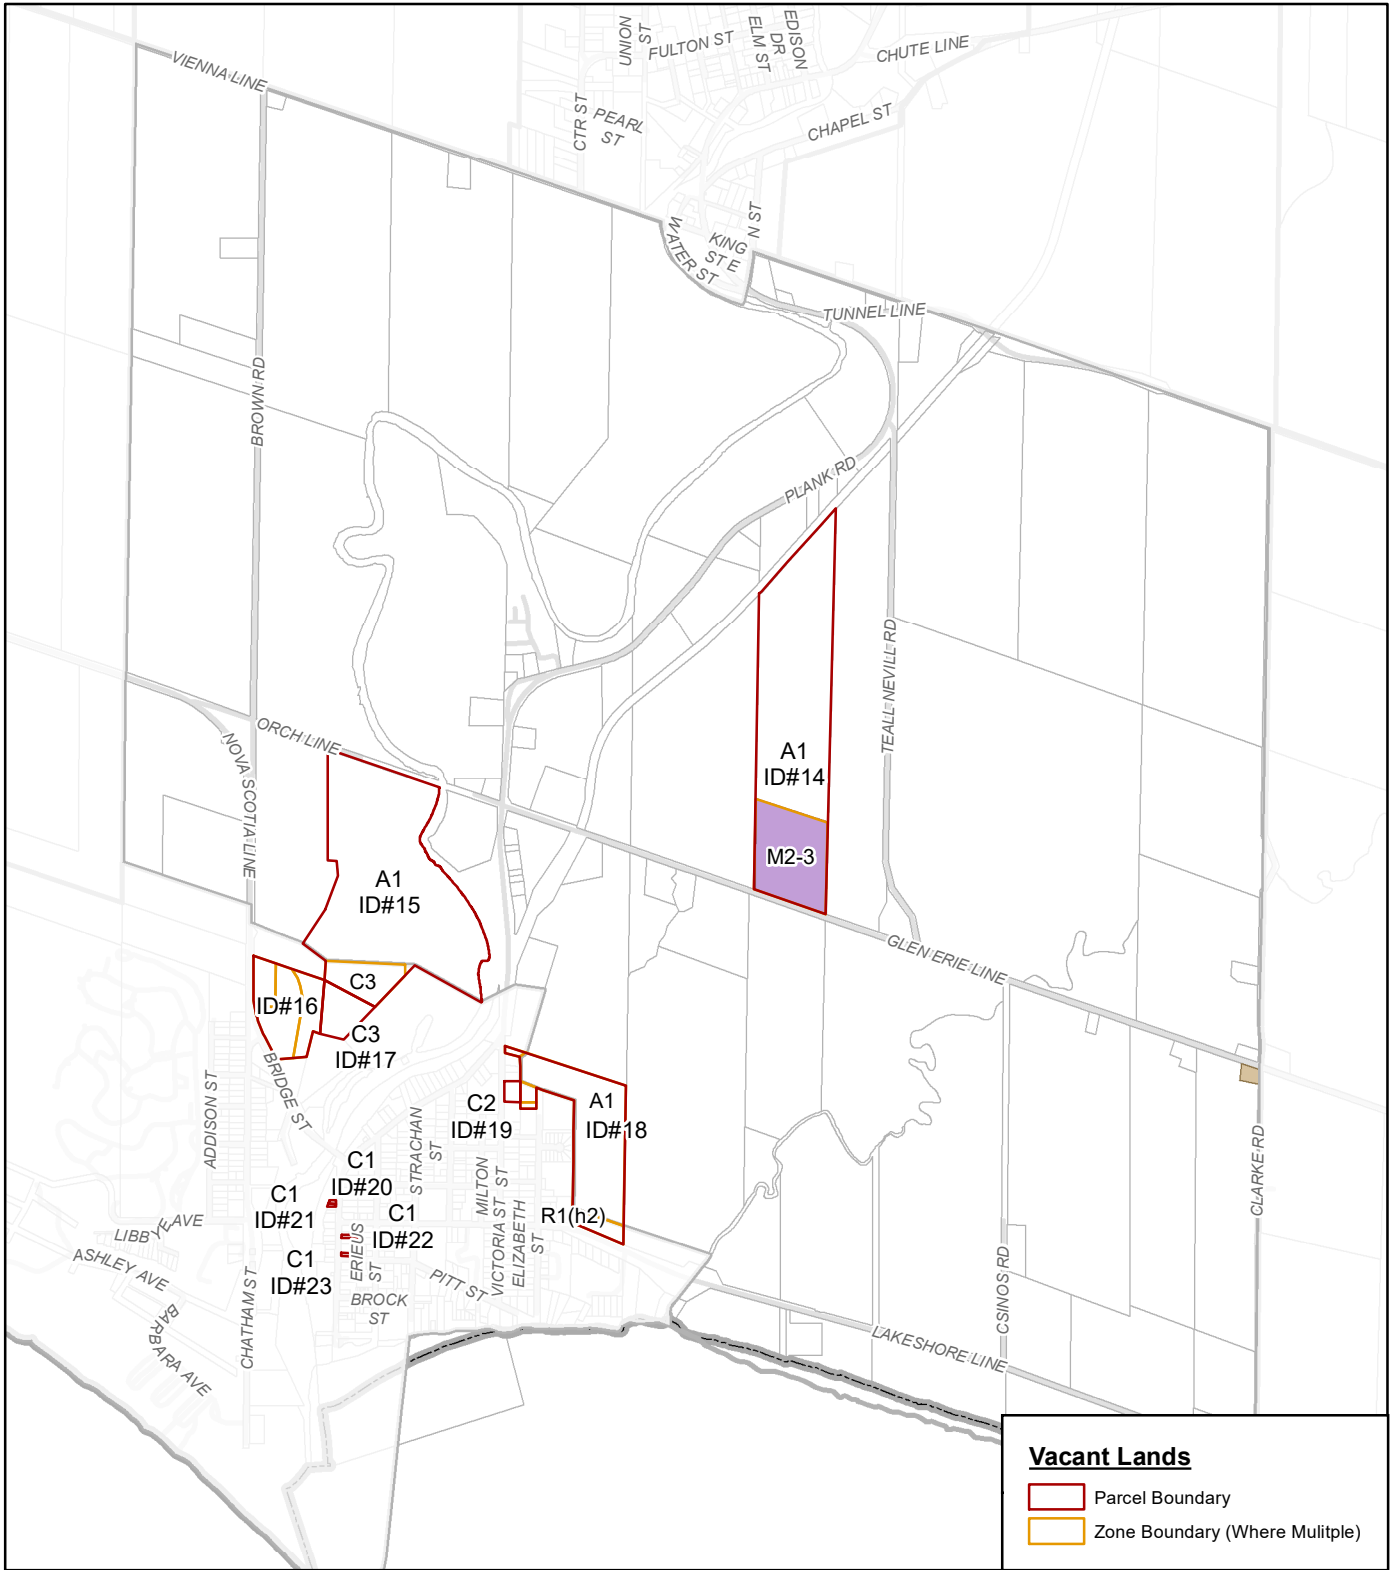 UNION
ST
FULTON ST
ELM ST
EDISON
DR
CHUTE LINE
VIENNA LINE
CTR ST
PEARL
ST
CHAPEL ST
WATER ST
KING
ST E
N ST
TUNNEL LINE
BROWN RD
PLANK RD
TEALL NEVILL RD
ORCH LINE
NOVA SCOTIA LINE
A1
ID#14
M2-3
A1
ID#15
GLEN ERIE LINE
C3
ID#16
C3
ID#17
BRIDGE ST
ADDISON ST
C2
ID#19
A1
ID#18
STRACHAN
ST
C1
ID#20
C1
ID#21
C1
ID#22
C1
ID#23
MILTON
ST
VICTORIA ST
ELIZABETH
ST
R1(h2)
LIBBYE AVE
ASHLEY AVE
BARBARA AVE
CHATHAM ST
ERIEUS
ST
BROCK
ST
PITT ST
CLARKE RD
CSINOS RD
LAKESHORE LINE
Vacant Lands
Parcel Boundary
Zone Boundary (Where Mulitple)